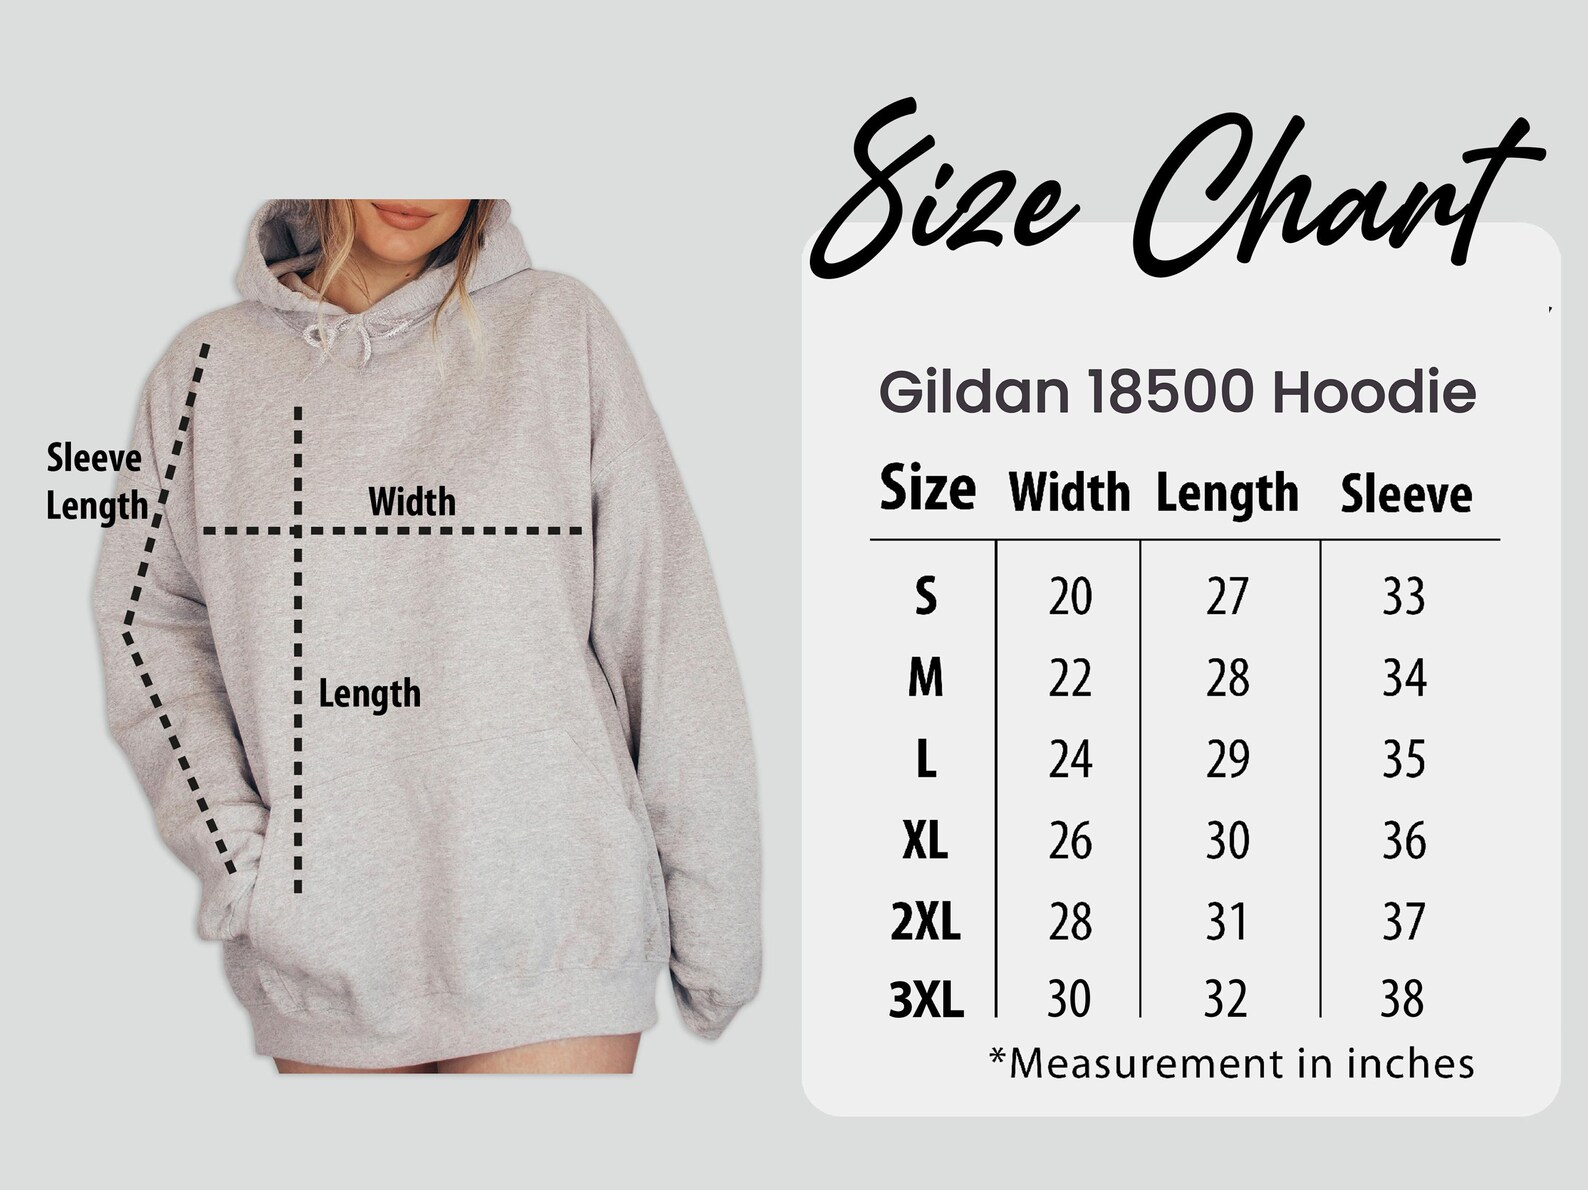 Size Chart
Gildan 18500 Hoodie
Size Width Length Sleeve
S 20 27 33
M 22 28 34
L 24 29 35
XL 26 30 36
2XL 28 31 37
3XL 30 32 38
*Measurement in inches
Sleeve
Length
Width
Length